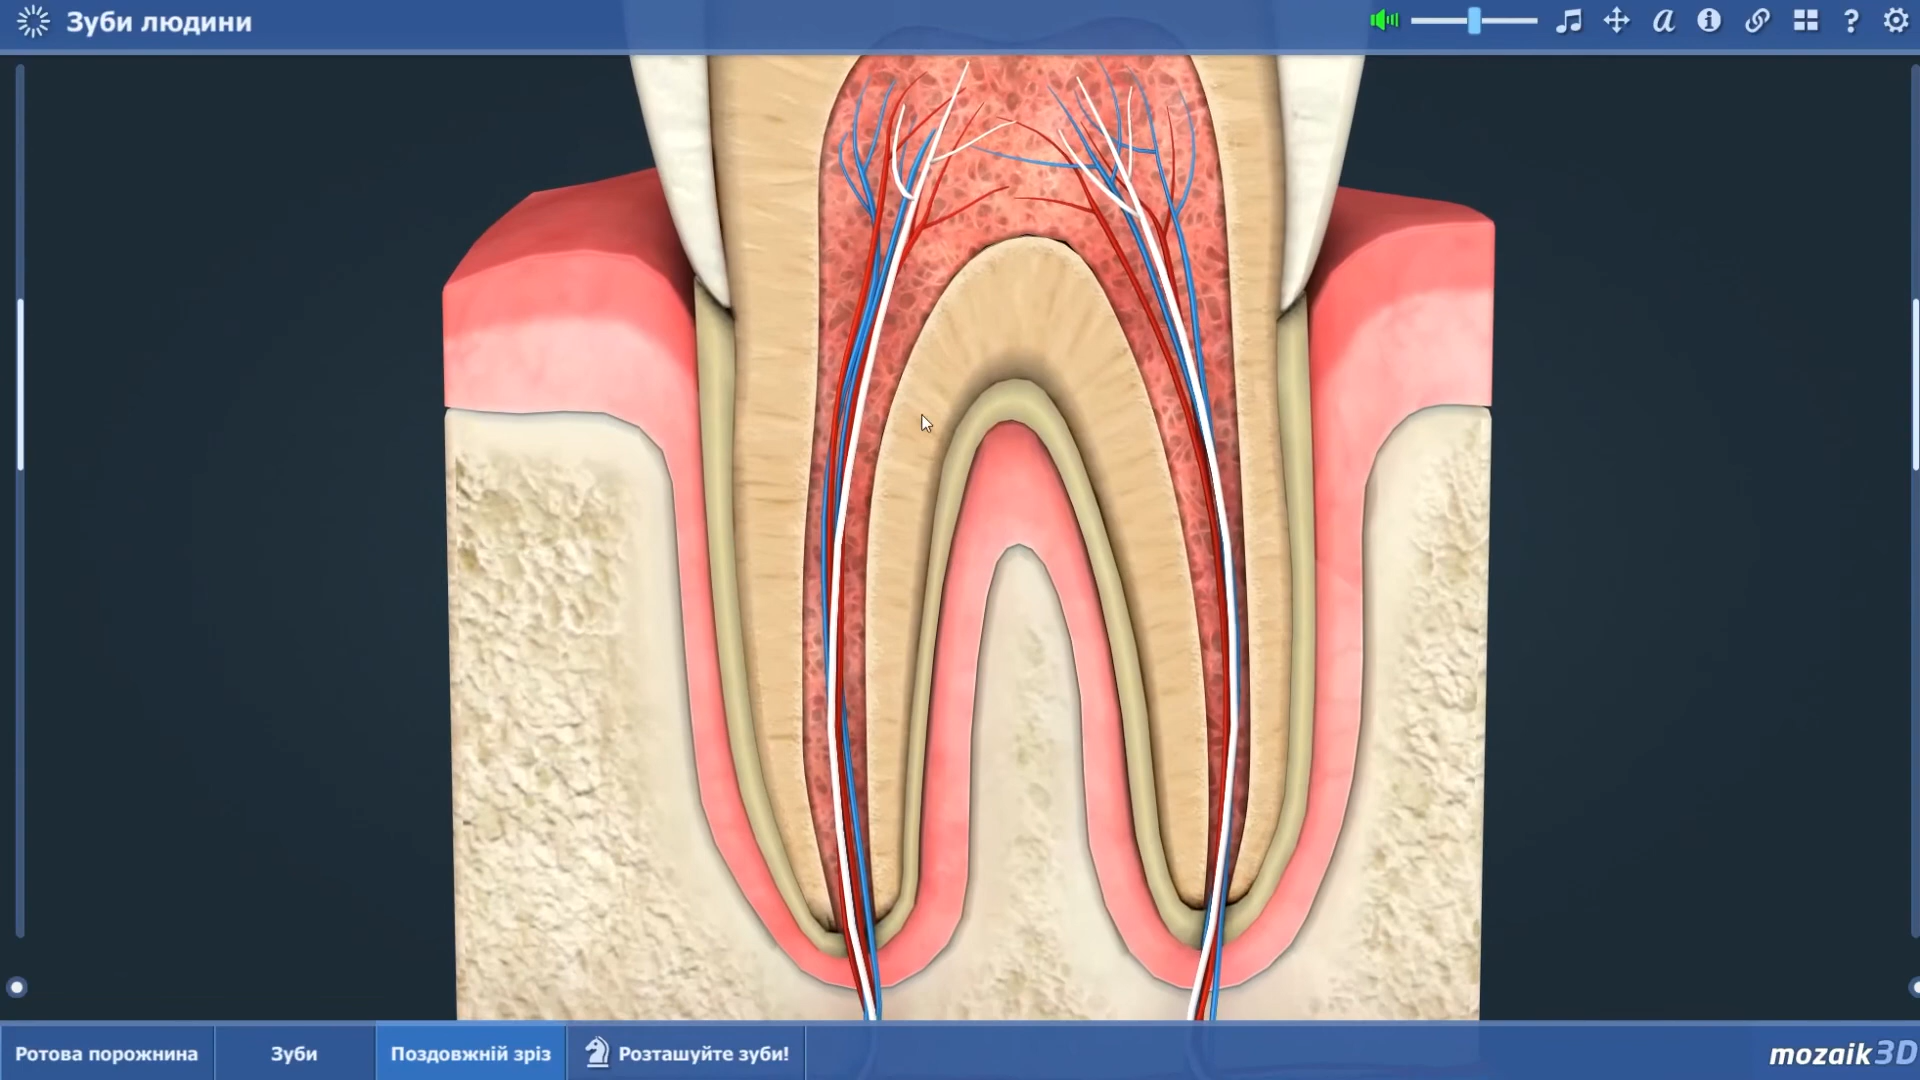 Зуби людини
Ротова порожнина
Зуби
Поздовжній зріз
Розташуйте зуби!
mozaik3D